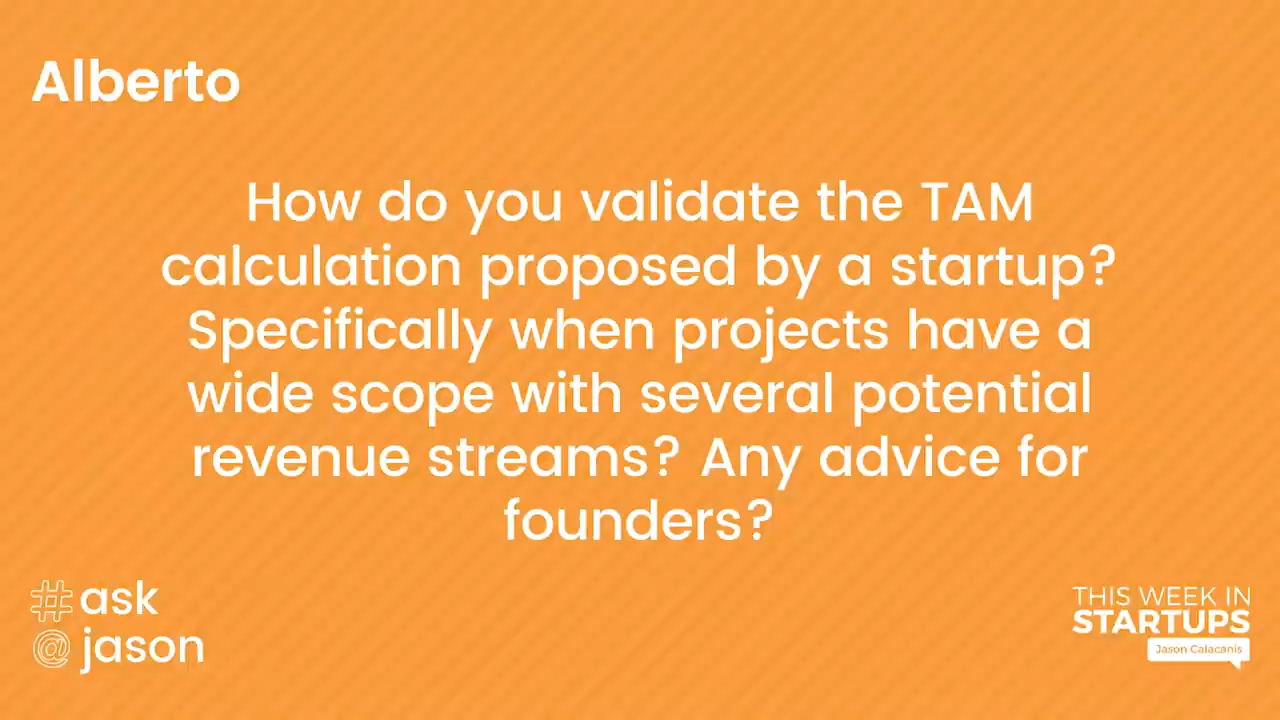 Alberto
How do you validate the TAM
calculation proposed by a startup?
Specifically when projects have a
wide scope with several potential
revenue streams? Any advice for
founders?
#ask
@jason
THIS WEEK IN
STARTUPS
Jason Calacanis